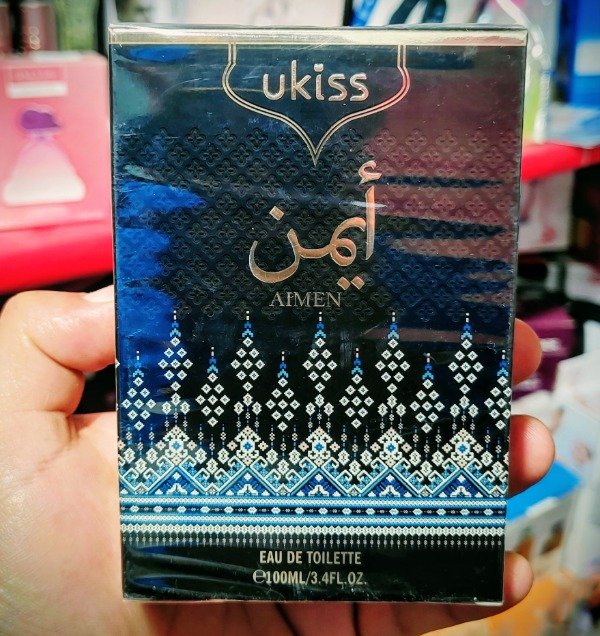 ukiss
أيمن
AIMEN
EAU DE TOILETTE
℮100ML/3.4FL.OZ.